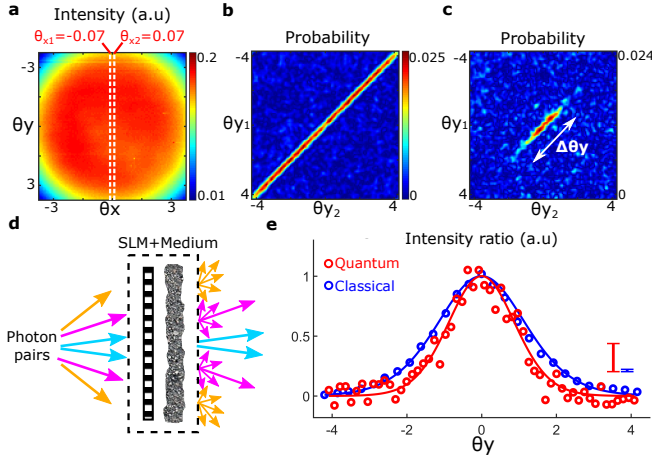 a
Intensity (a.u)
θx1=-0.07 θx2=0.07
-3
θy
3
-3 θx 3
0.2
0.01
b
Probability
-4
θy1
4
-4 θy2 4
0.025
0
c
Probability
-4
θy1
4
-4 θy2 4
Δθy
0.024
0
d
SLM+Medium
Photon
pairs
e
Intensity ratio (a.u)
Quantum
Classical
1
0.5
0
-4 -2 0 2 4
θy